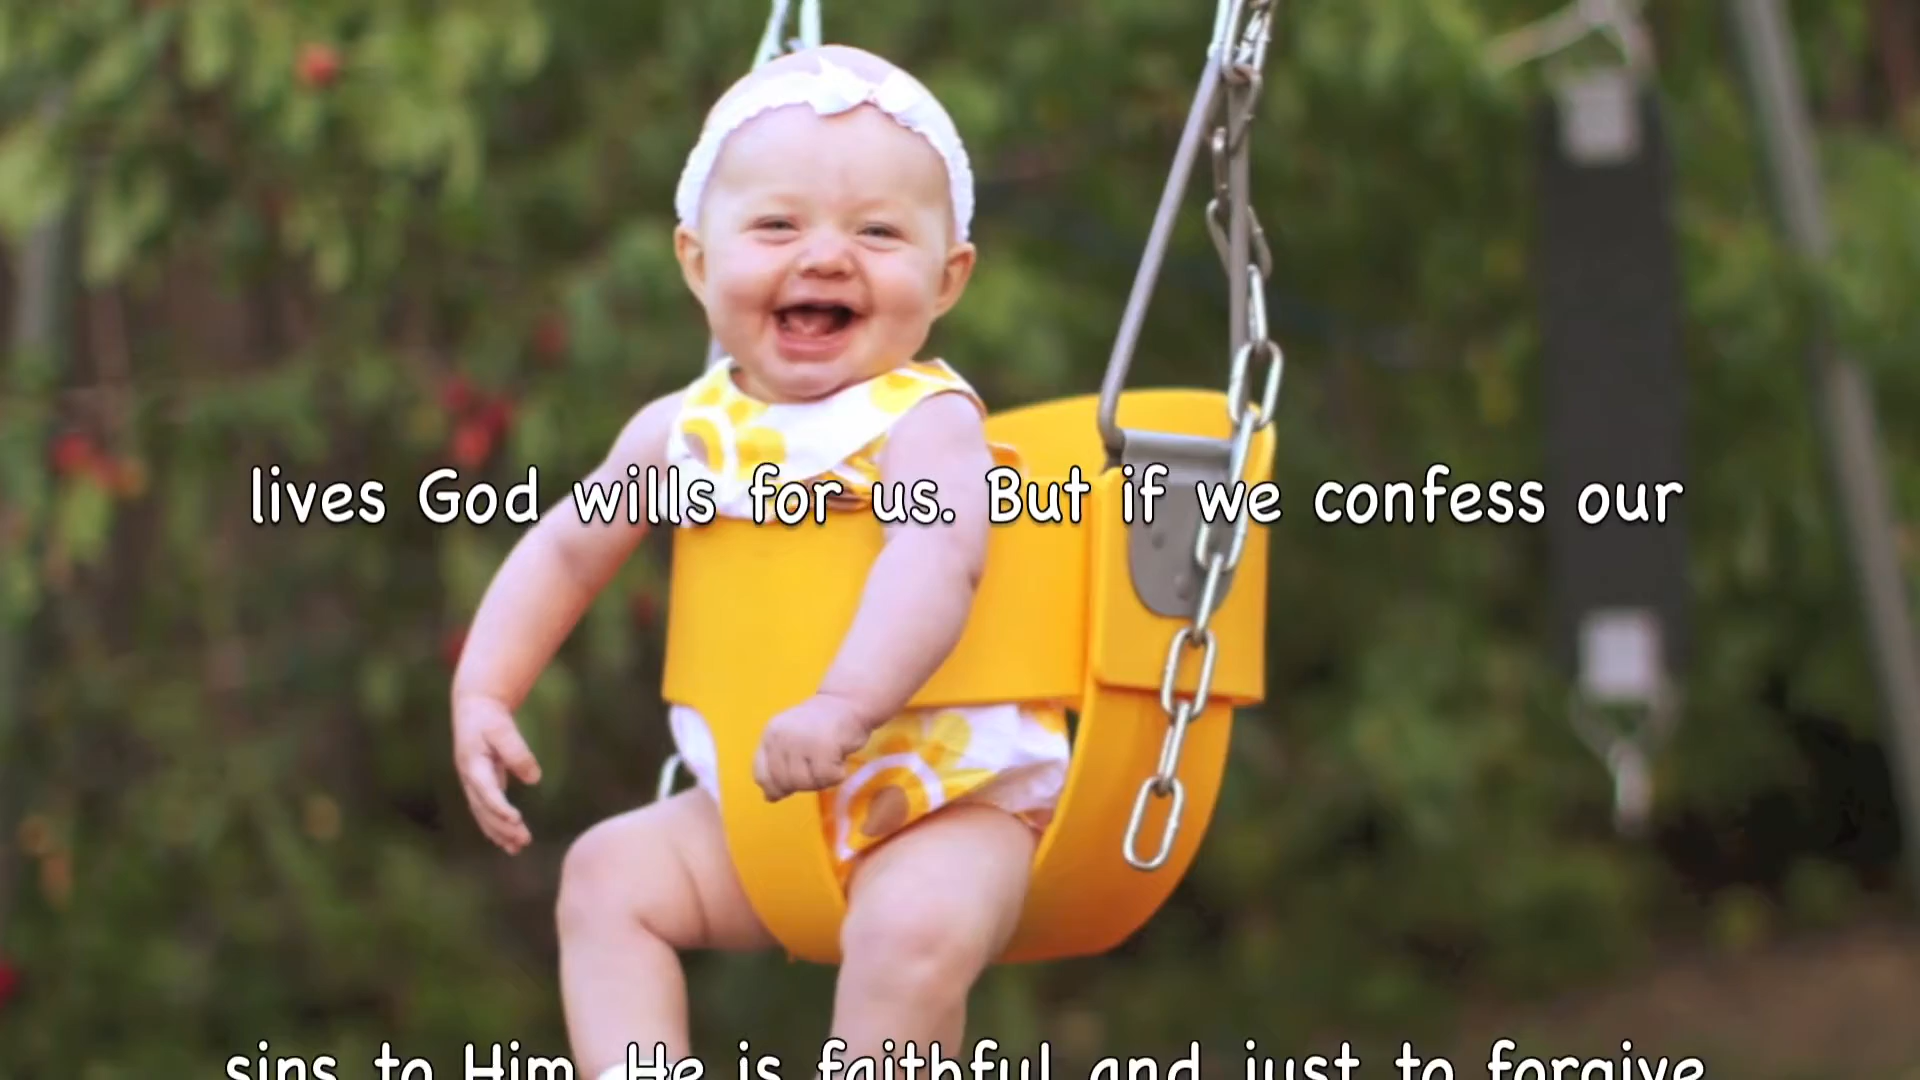 lives God wills for us. But if we confess our
sins to Him, He is faithful and just to forgive